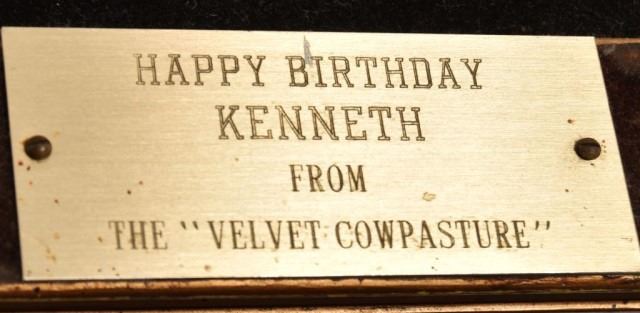 HAPPY BIRTHDAY
KENNETH
FROM
THE "VELVET COWPASTURE"